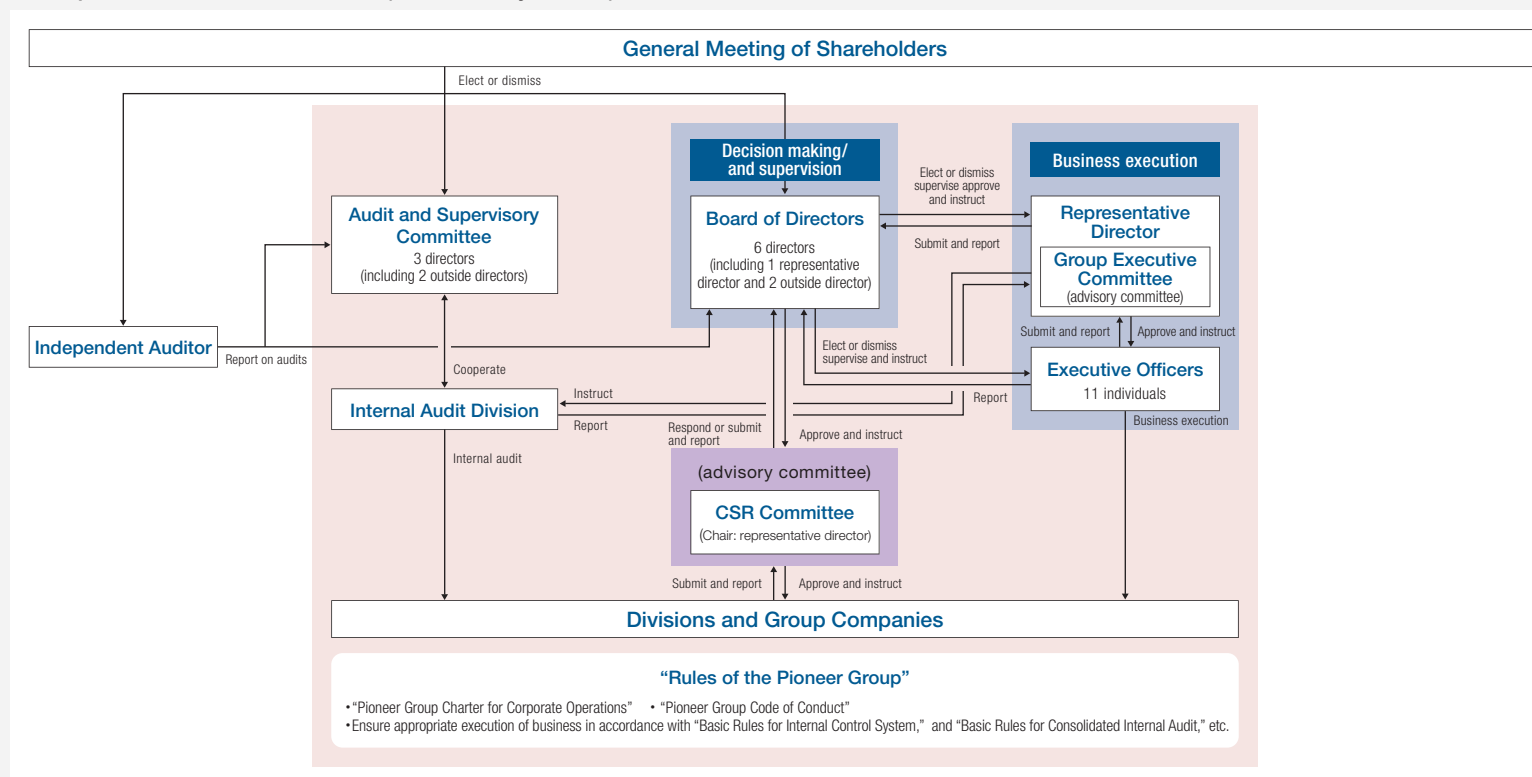 General Meeting of Shareholders
Elect or dismiss
Decision making/
and supervision
Business execution
Elect or dismiss
supervise approve
and instruct
Audit and Supervisory
Committee
3 directors
(including 2 outside directors)
Board of Directors
6 directors
(including 1 representative
director and 2 outside director)
Submit and report
Representative
Director
Group Executive
Committee
(advisory committee)
Independent Auditor
Report on audits
Submit and report
Approve and instruct
Elect or dismiss
supervise and instruct
Cooperate
Executive Officers
11 individuals
Internal Audit Division
Instruct
Report
Report
Respond or submit
and report
Approve and instruct
Business execution
Internal audit
(advisory committee)
CSR Committee
(Chair: representative director)
Submit and report
Approve and instruct
Divisions and Group Companies
“Rules of the Pioneer Group”
•“Pioneer Group Charter for Corporate Operations” • “Pioneer Group Code of Conduct”
•Ensure appropriate execution of business in accordance with “Basic Rules for Internal Control System,” and “Basic Rules for Consolidated Internal Audit,” etc.